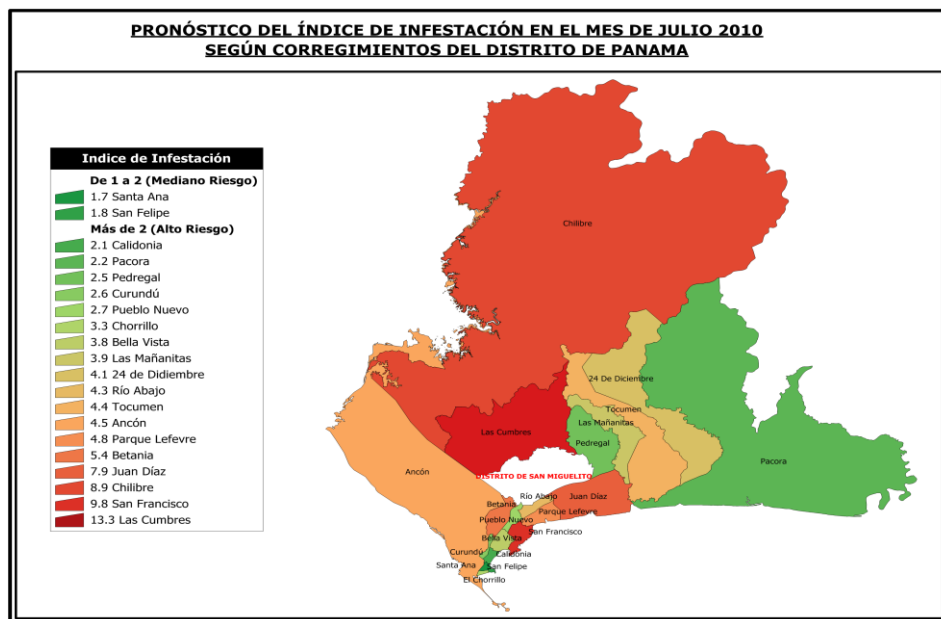 PRONÓSTICO DEL ÍNDICE DE INFESTACIÓN EN EL MES DE JULIO 2010
SEGÚN CORREGIMIENTOS DEL DISTRITO DE PANAMA
Indice de Infestación
De 1 a 2 (Mediano Riesgo)
1.7 Santa Ana
1.8 San Felipe
Más de 2 (Alto Riesgo)
2.1 Calidonia
2.2 Pacora
2.5 Pedregal
2.6 Curundú
2.7 Pueblo Nuevo
3.3 Chorrillo
3.8 Bella Vista
3.9 Las Mañanitas
4.1 24 de Didiembre
4.3 Río Abajo
4.4 Tocumen
4.5 Ancón
4.8 Parque Lefevre
5.4 Betania
7.9 Juan Díaz
8.9 Chilibre
9.8 San Francisco
13.3 Las Cumbres
Chilibre
24 De Diciembre
Tocumen
Las Mañanitas
Las Cumbres
Pedregal
Pacora
Ancón
DISTRITO DE SAN MIGUELITO
Río Abajo
Juan Díaz
Betania
Parque Lefevre
Pueblo Nuevo
San Francisco
Bella Vista
Curundú
Calidonia
Santa Ana
San Felipe
El Chorrillo